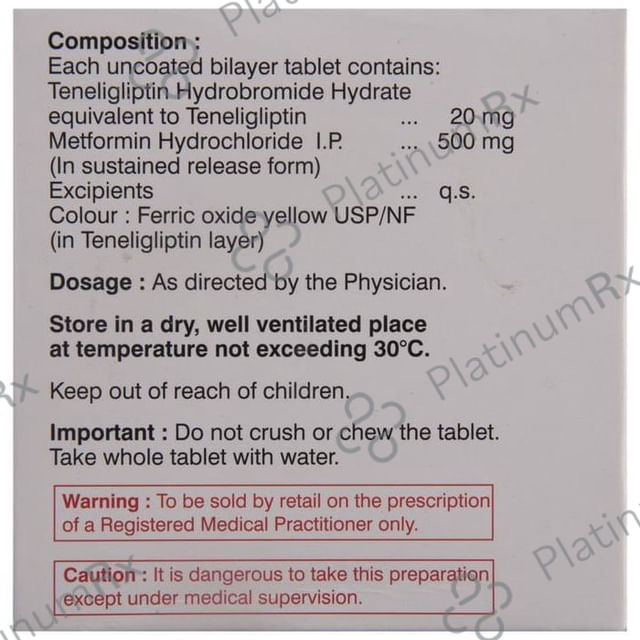 Composition :
Each uncoated bilayer tablet contains:
Teneligliptin Hydrobromide Hydrate
equivalent to Teneligliptin ... 20 mg
Metformin Hydrochloride I.P. ... 500 mg
(In sustained release form)
Excipients ... q.s.
Colour : Ferric oxide yellow USP/NF
(in Teneligliptin layer)
Dosage : As directed by the Physician.
Store in a dry, well ventilated place
at temperature not exceeding 30°C.
Keep out of reach of children.
Important : Do not crush or chew the tablet.
Take whole tablet with water.
Warning : To be sold by retail on the prescription
of a Registered Medical Practitioner only.
Caution : It is dangerous to take this preparation
except under medical supervision.
PlatinumRx
PlatinumRx
Platin
Plat
Rx
inumRx